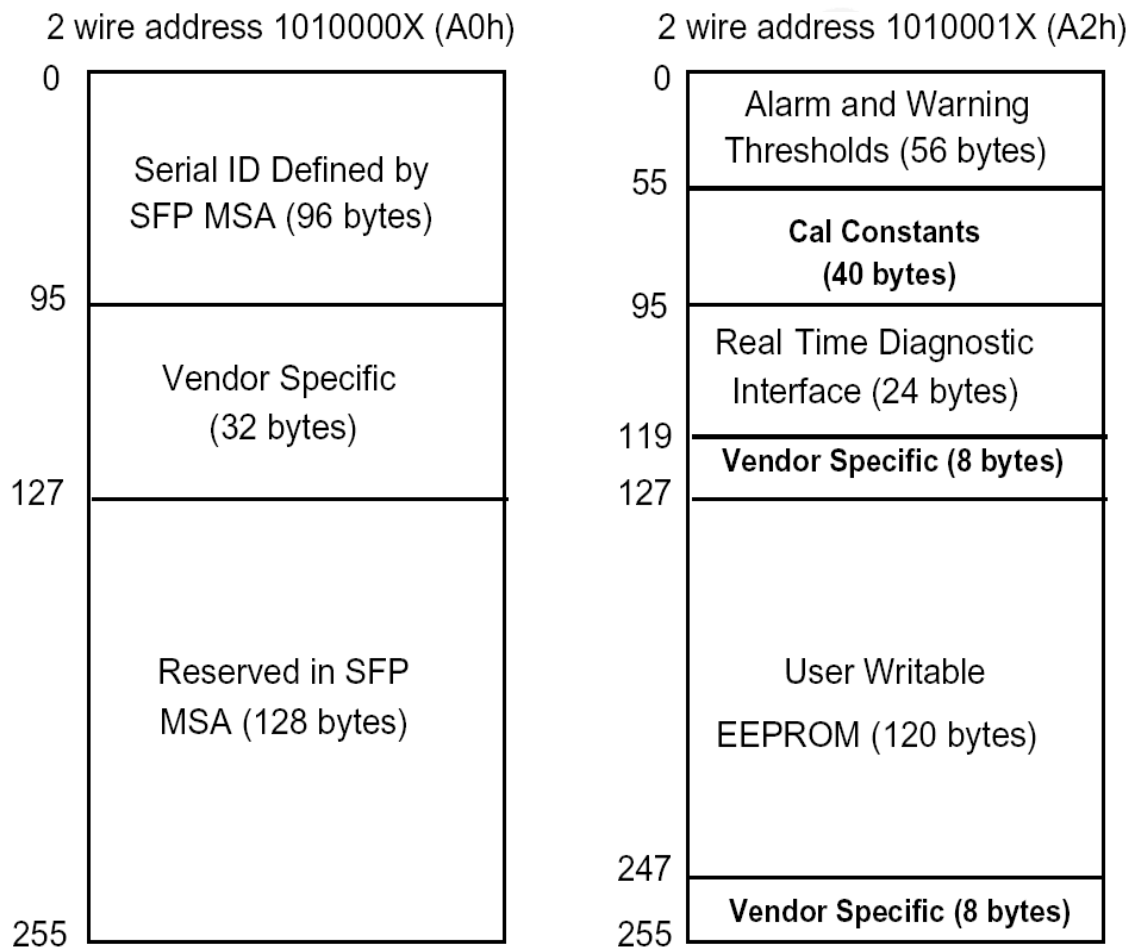 2 wire address 1010000X (A0h)
0
Serial ID Defined by
SFP MSA (96 bytes)
95
Vendor Specific
(32 bytes)
127
Reserved in SFP
MSA (128 bytes)
255
2 wire address 1010001X (A2h)
0
Alarm and Warning
Thresholds (56 bytes)
55
Cal Constants
(40 bytes)
95
Real Time Diagnostic
Interface (24 bytes)
119
Vendor Specific (8 bytes)
127
User Writable
EEPROM (120 bytes)
247
Vendor Specific (8 bytes)
255